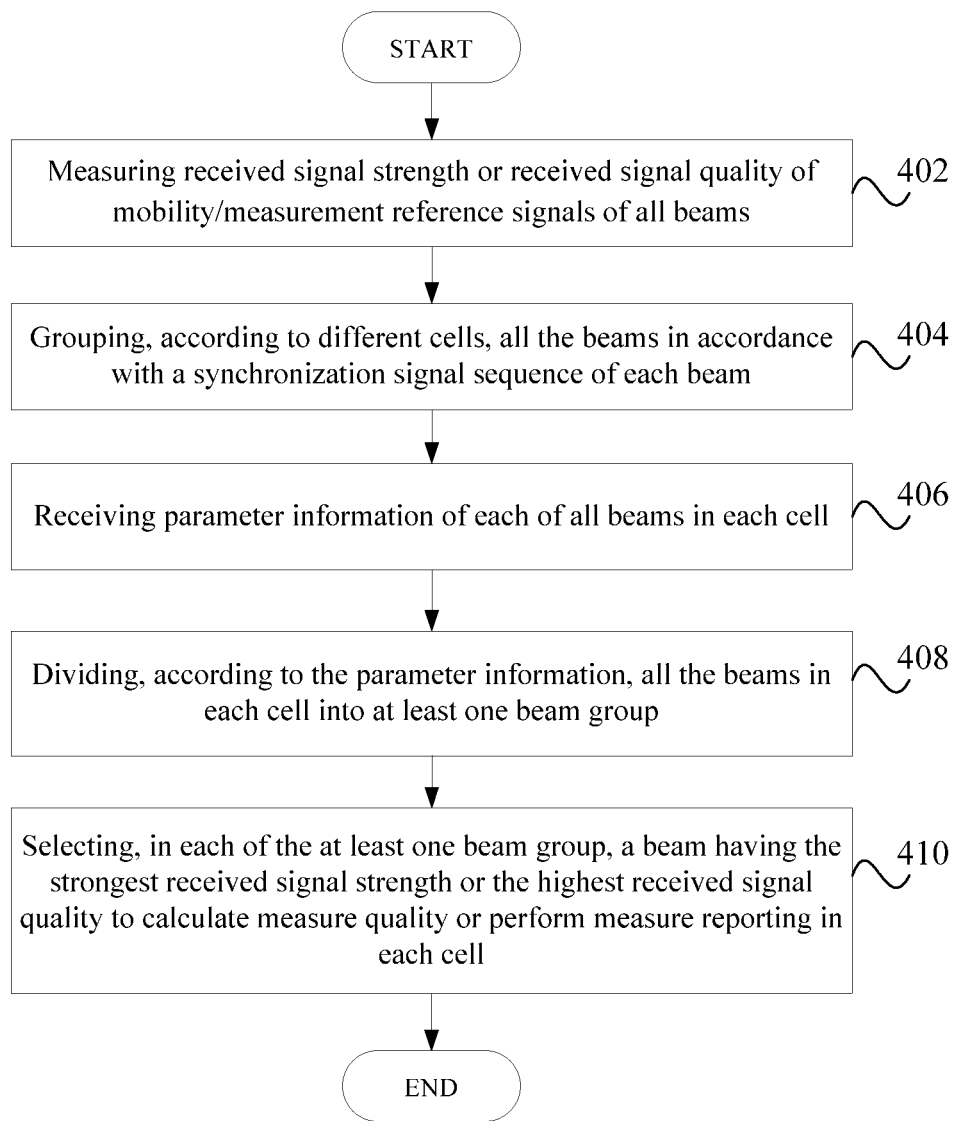 START
Measuring received signal strength or received signal quality of
mobility/measurement reference signals of all beams
402
Grouping, according to different cells, all the beams in accordance
with a synchronization signal sequence of each beam
404
Receiving parameter information of each of all beams in each cell
406
Dividing, according to the parameter information, all the beams in
each cell into at least one beam group
408
Selecting, in each of the at least one beam group, a beam having the
strongest received signal strength or the highest received signal
quality to calculate measure quality or perform measure reporting in
each cell
410
END